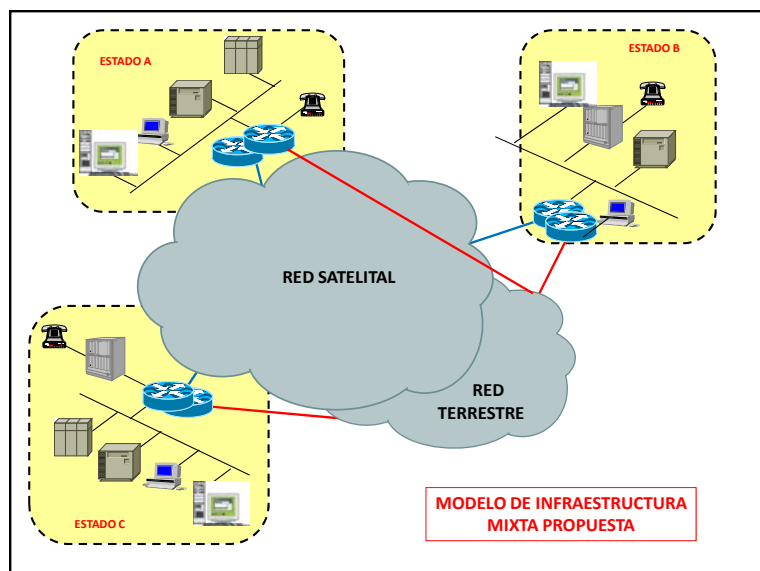 ESTADO A
ESTADO B
RED SATELITAL
RED
TERRESTRE
ESTADO C
MODELO DE INFRAESTRUCTURA
MIXTA PROPUESTA